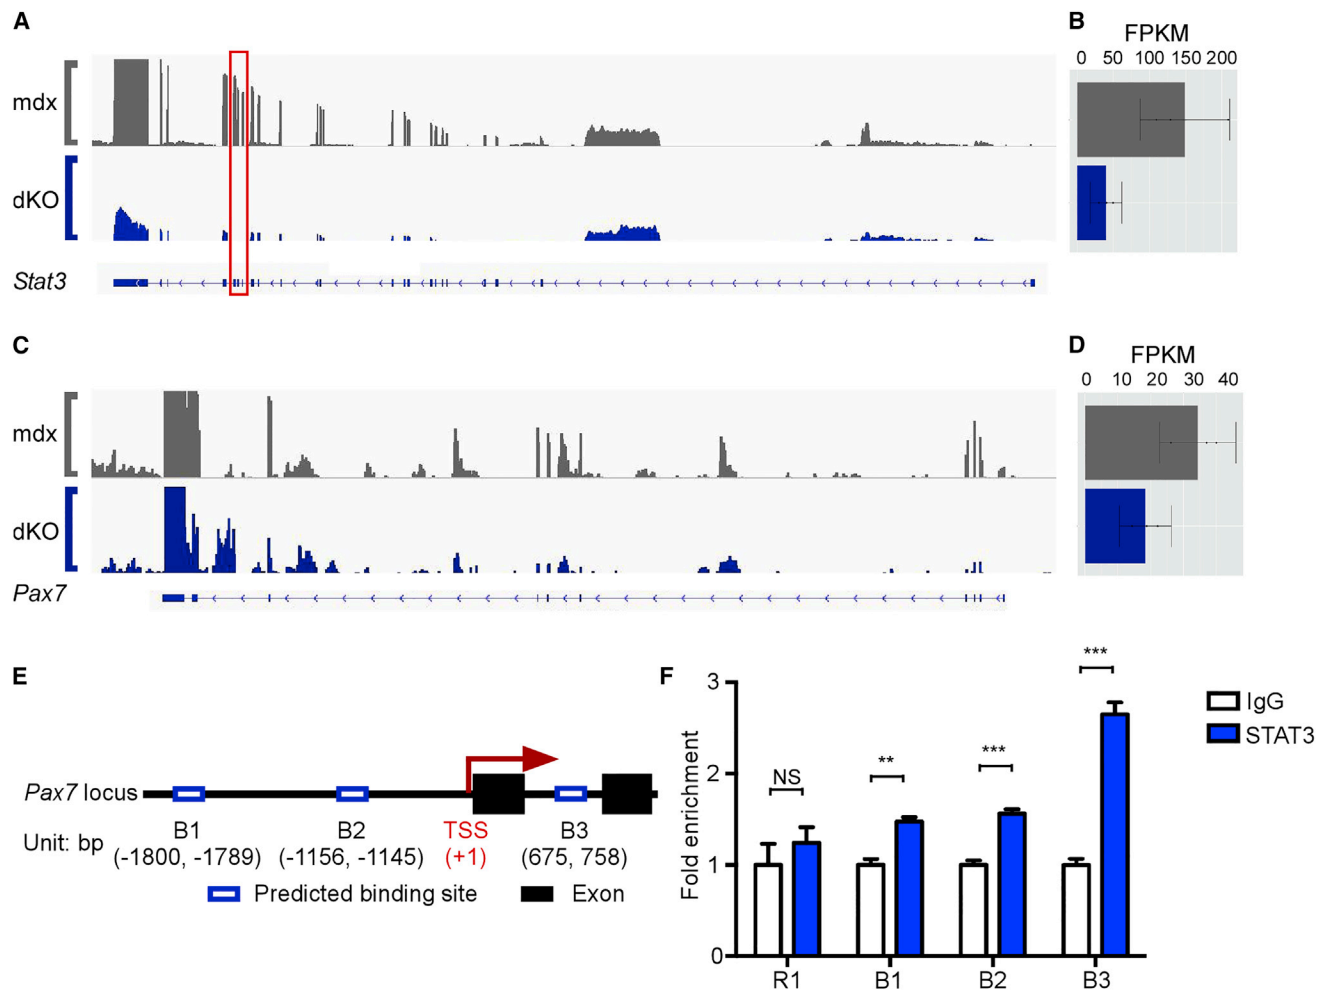 A
mdx
dKO
Stat3
B
FPKM
0 50 100 150 200
C
mdx
dKO
Pax7
D
FPKM
0 10 20 30 40
E
Pax7 locus
Unit: bp
B1
(-1800, -1789)
B2
(-1156, -1145)
TSS
(+1)
B3
(675, 758)
Predicted binding site
Exon
F
Fold enrichment
3
2
1
0
NS
**
***
***
R1
B1
B2
B3
IgG
STAT3